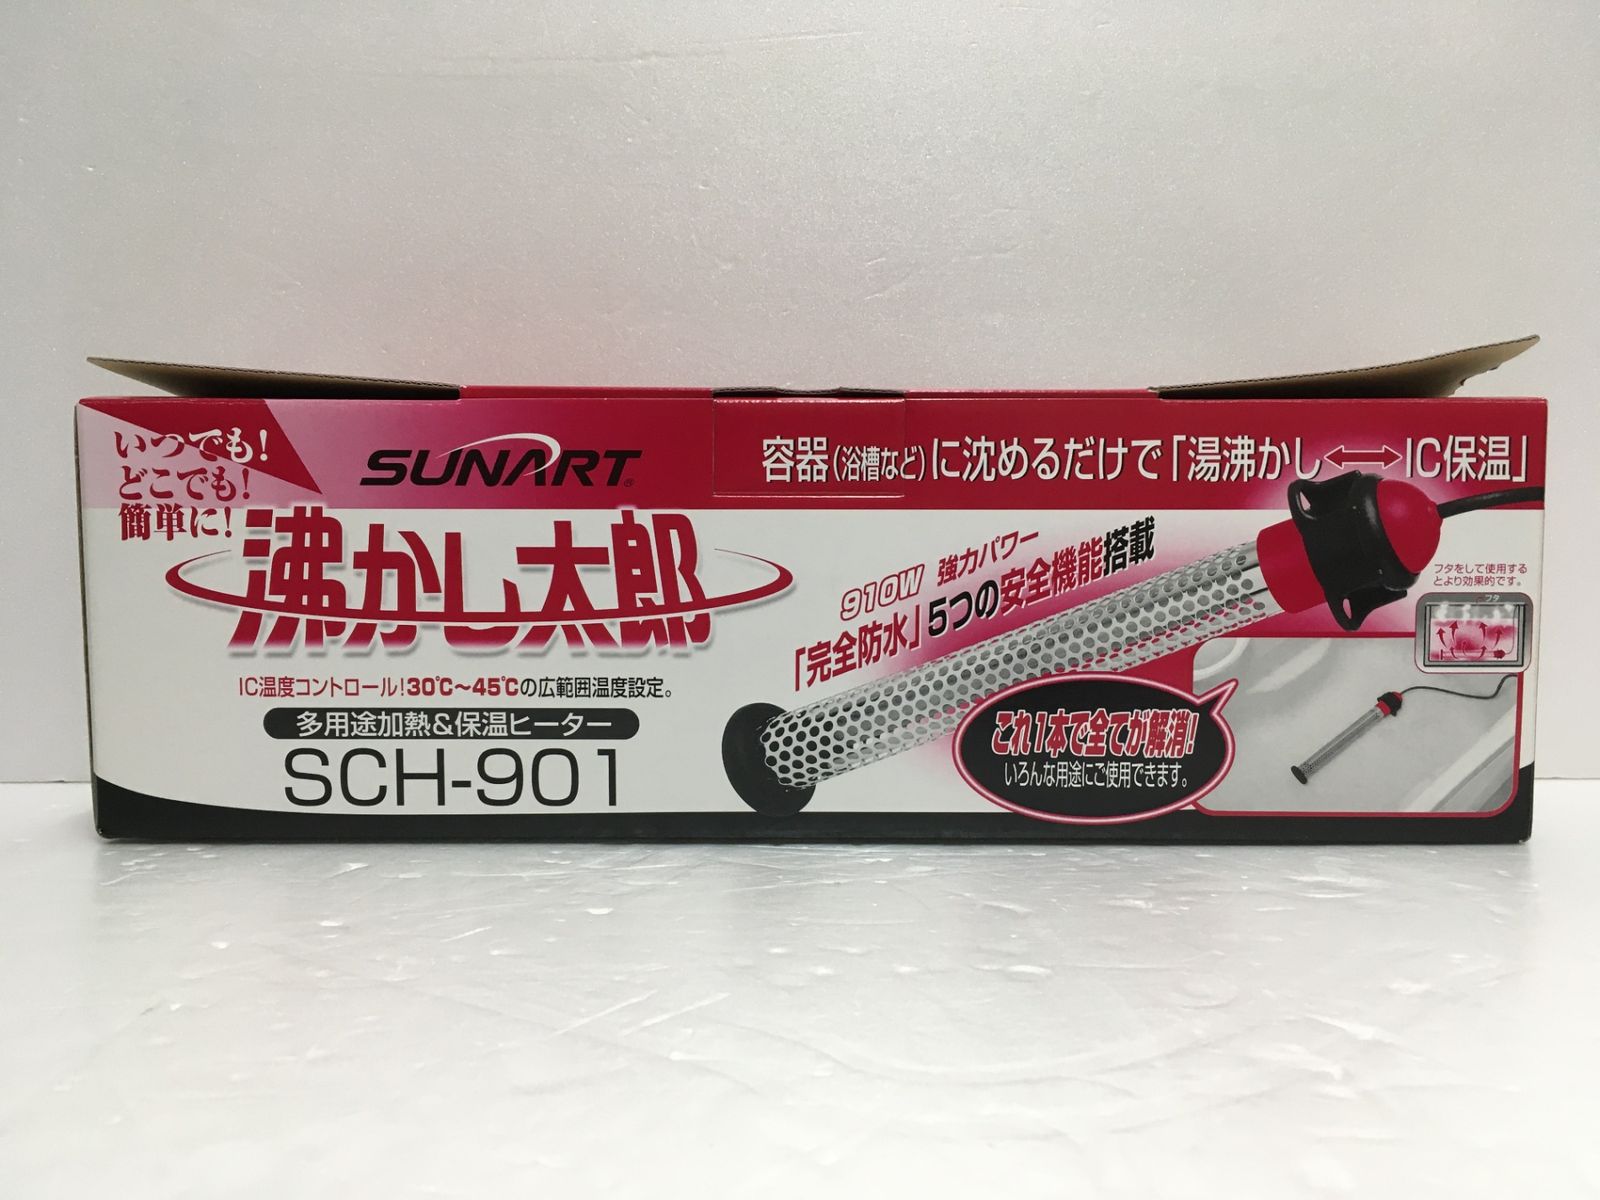 いつでも!
どこでも!
簡単に!
SUNART®
沸かし太郎
IC温度コントロール!30℃~45℃の広範囲温度設定。
多用途加熱&保温ヒーター
SCH-901
容器(浴槽など)に沈めるだけで「湯沸かし⟷IC保温」
910W 強力パワー
「完全防水」5つの安全機能搭載
これ1本で全てが解消!
いろんな用途にご使用できます。
フタをして使用する
とより効果的です。
フタ